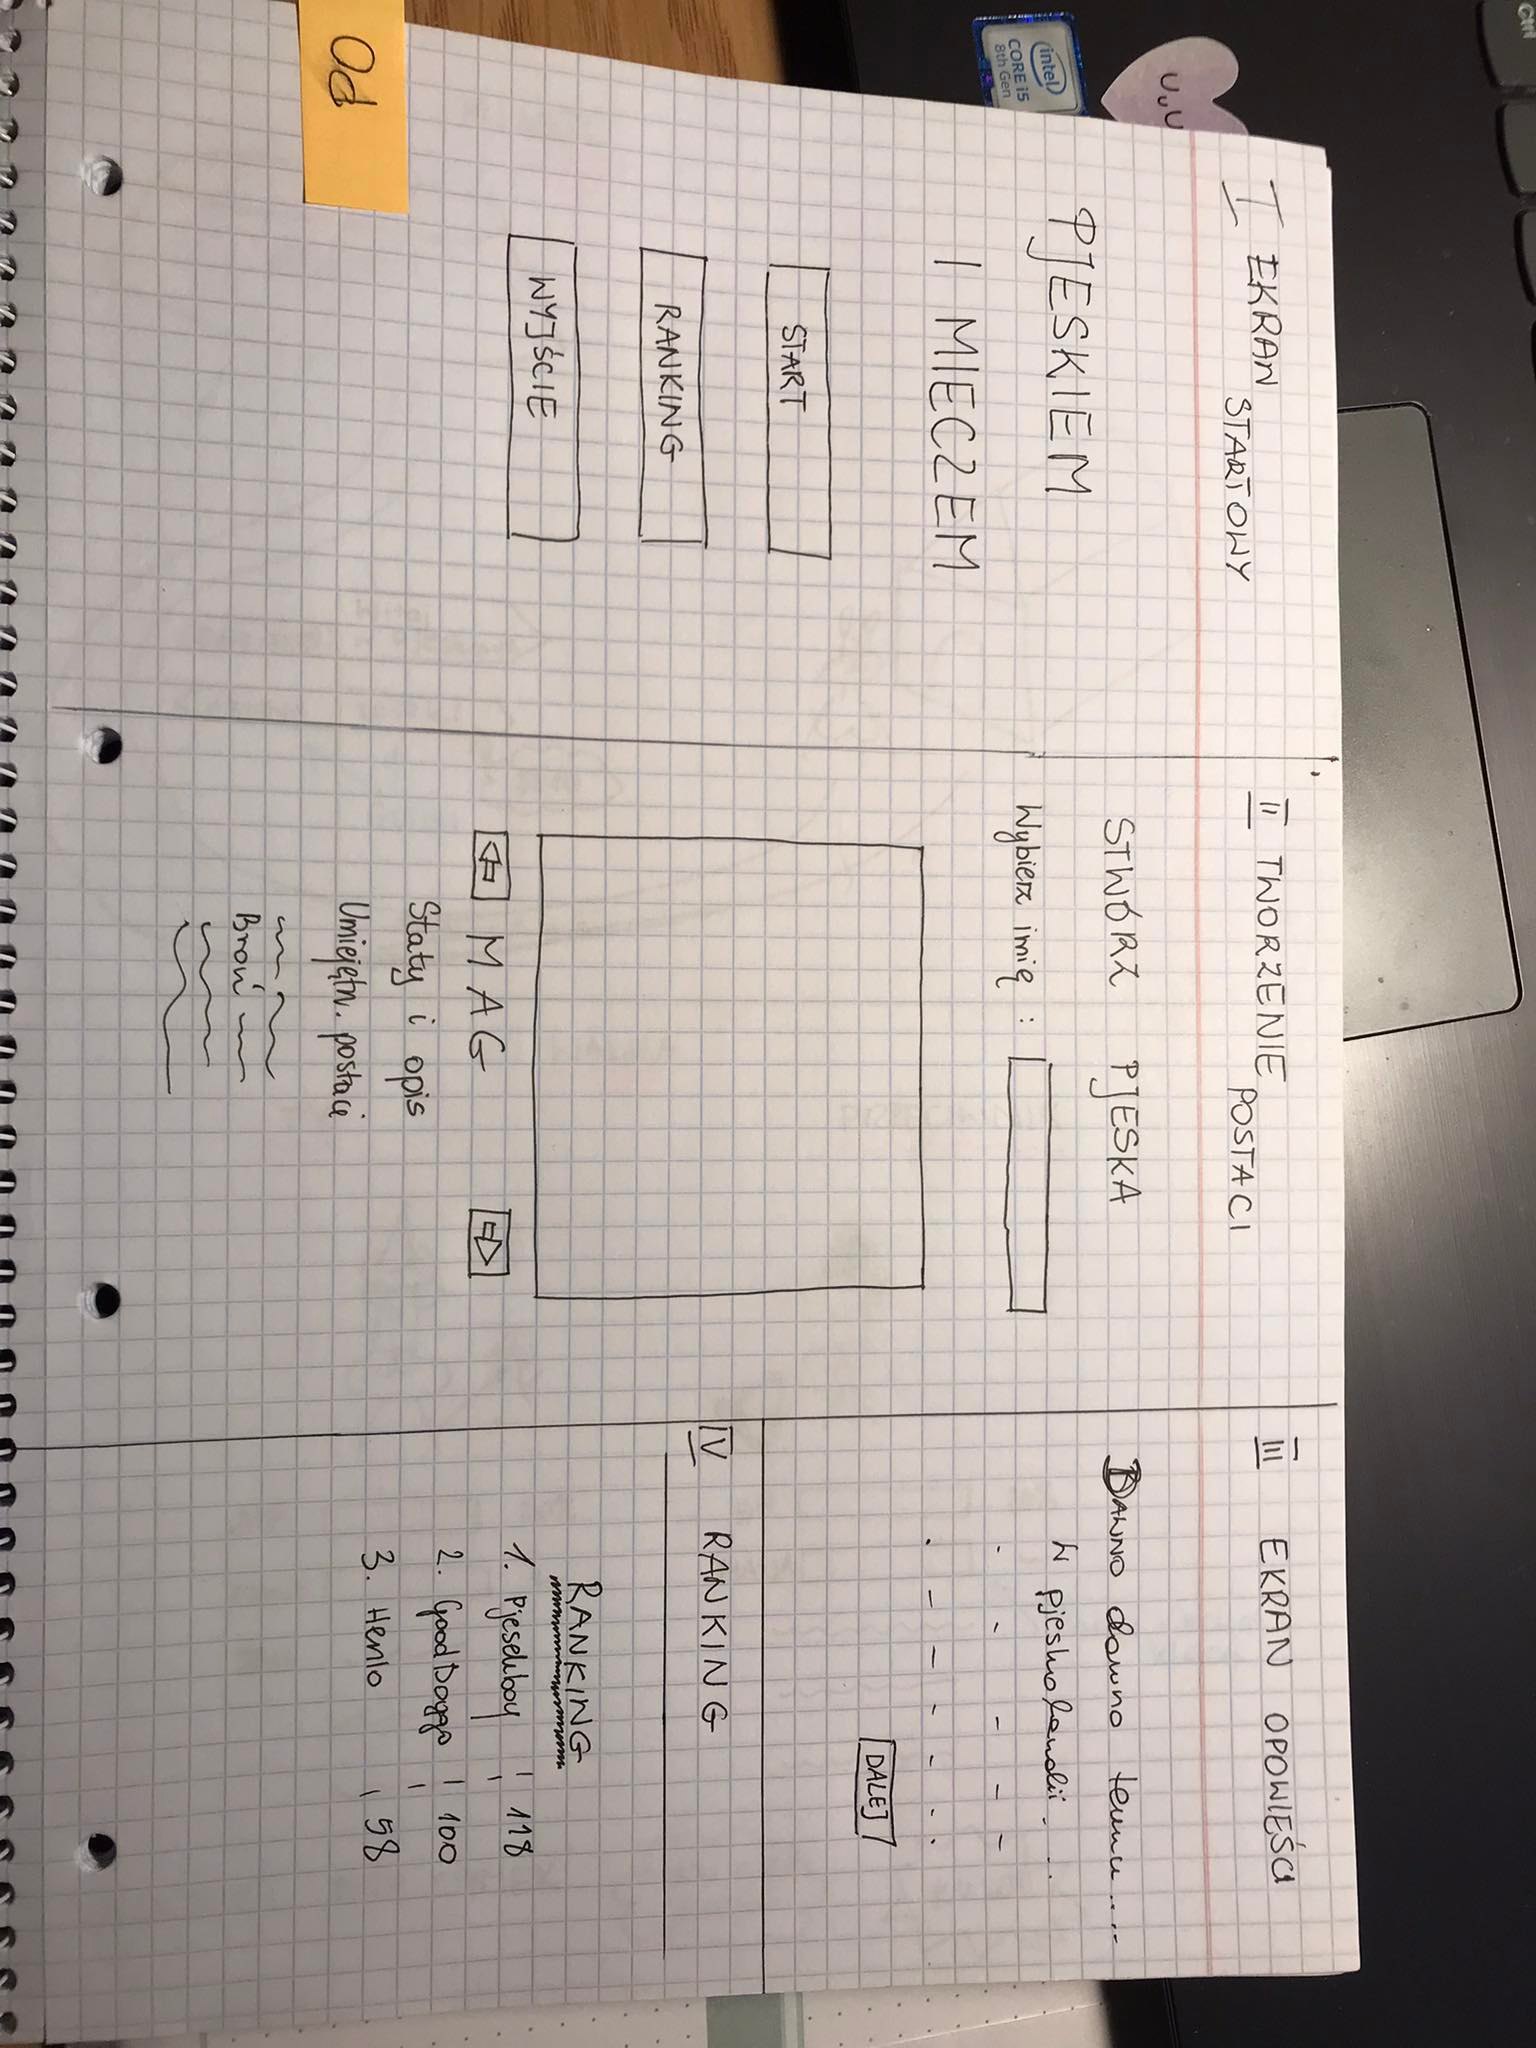 Ctrl
intel
CORE i5
8th Gen
Od
I EKRAN
STARTOWY
PJESKIEM
I MIECZEM
START
RANKING
WYJŚCIE
II TWORZENIE
POSTACI
STWÓRZ PJESKA
Wybierz imię :
MAG
Staty i opis
Umiejętn. postaci
Broń
III EKRAN OPOWIEŚCI
DAWNO dawno temu....
W pjeskolandii....
DALEJ
IV RANKING
RANKING
1. Pjesekboy ¦ 118
2. GoodDoggo ¦ 100
3. Henlo ¦ 58